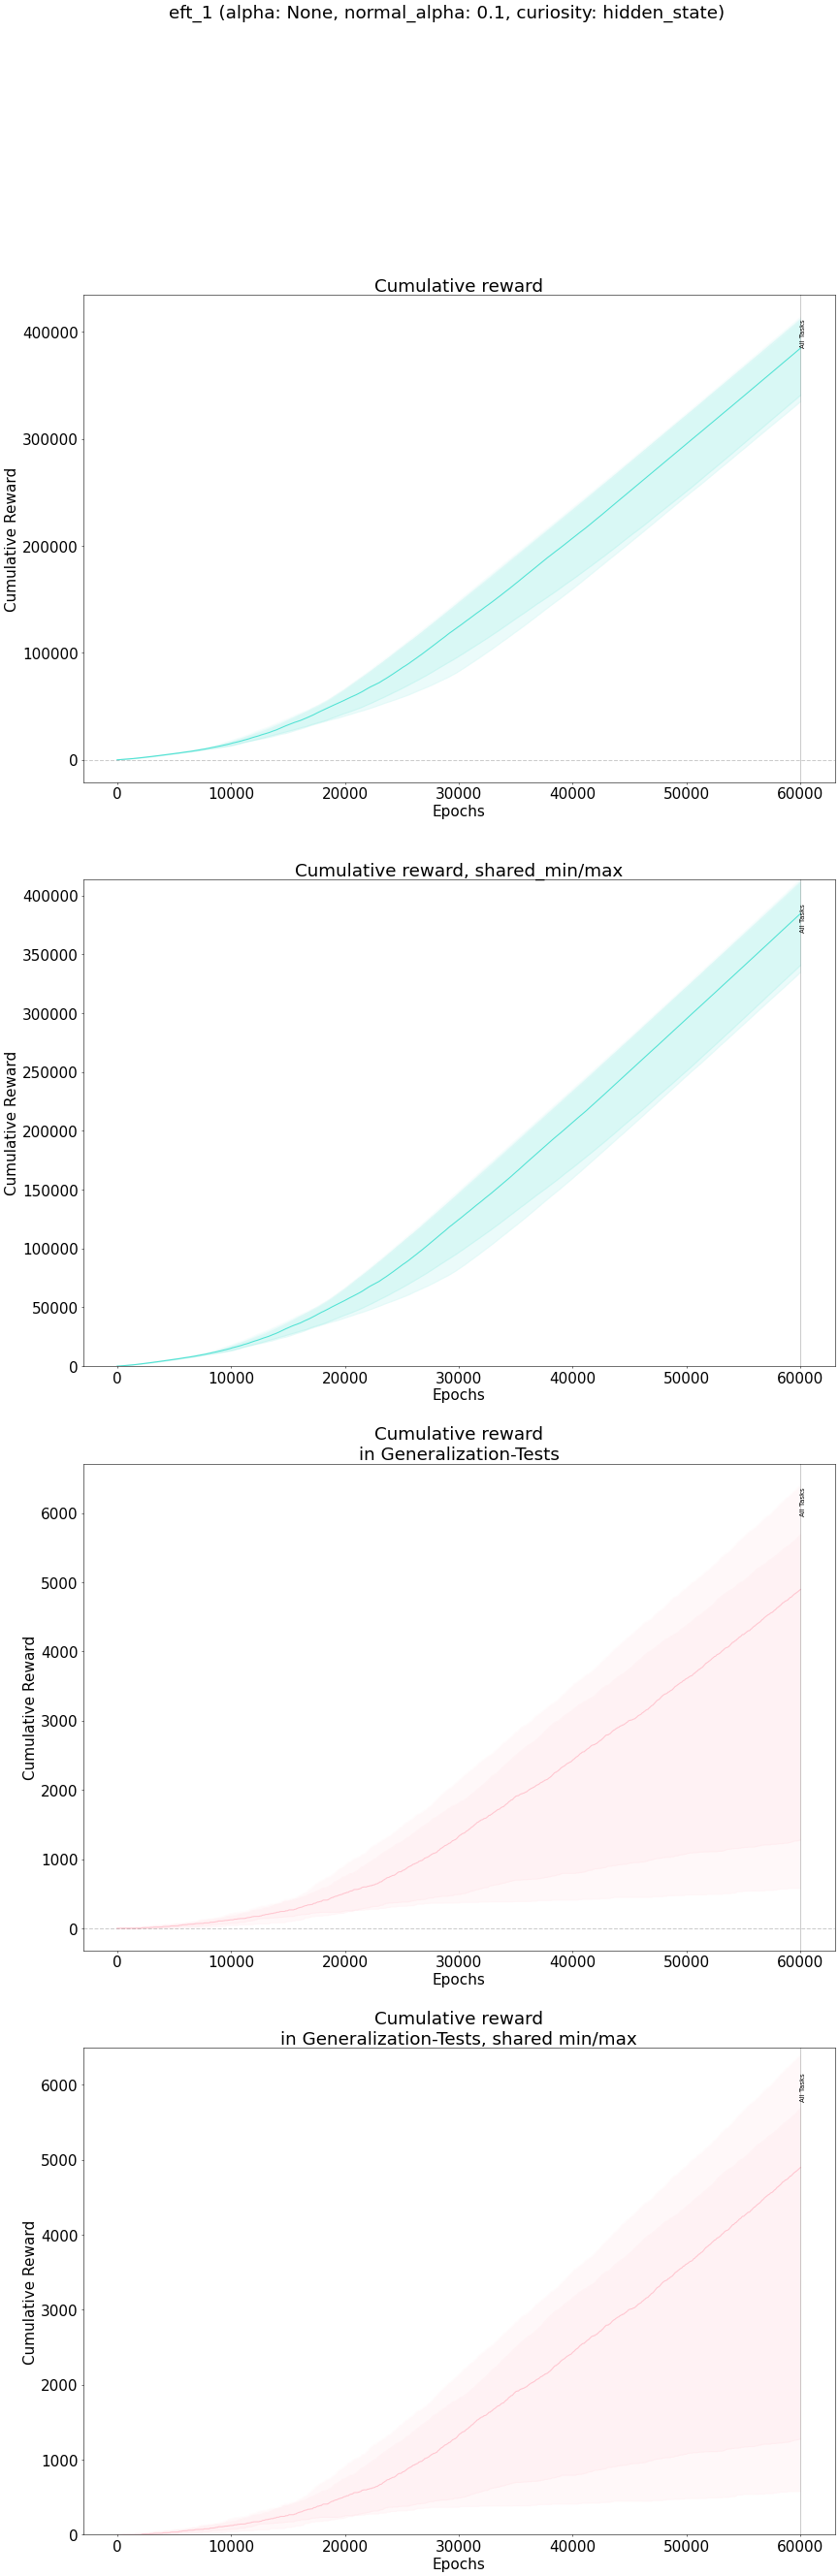 eft_1 (alpha: None, normal_alpha: 0.1, curiosity: hidden_state)
Cumulative reward
400000
300000
200000
100000
0
Cumulative Reward
All Tasks
0 10000 20000 30000 40000 50000 60000
Epochs
Cumulative reward, shared_min/max
400000
350000
300000
250000
200000
150000
100000
50000
0
Cumulative Reward
All Tasks
0 10000 20000 30000 40000 50000 60000
Epochs
Cumulative reward
in Generalization-Tests
6000
5000
4000
3000
2000
1000
0
Cumulative Reward
All Tasks
0 10000 20000 30000 40000 50000 60000
Epochs
Cumulative reward
in Generalization-Tests, shared min/max
6000
5000
4000
3000
2000
1000
0
Cumulative Reward
All Tasks
0 10000 20000 30000 40000 50000 60000
Epochs